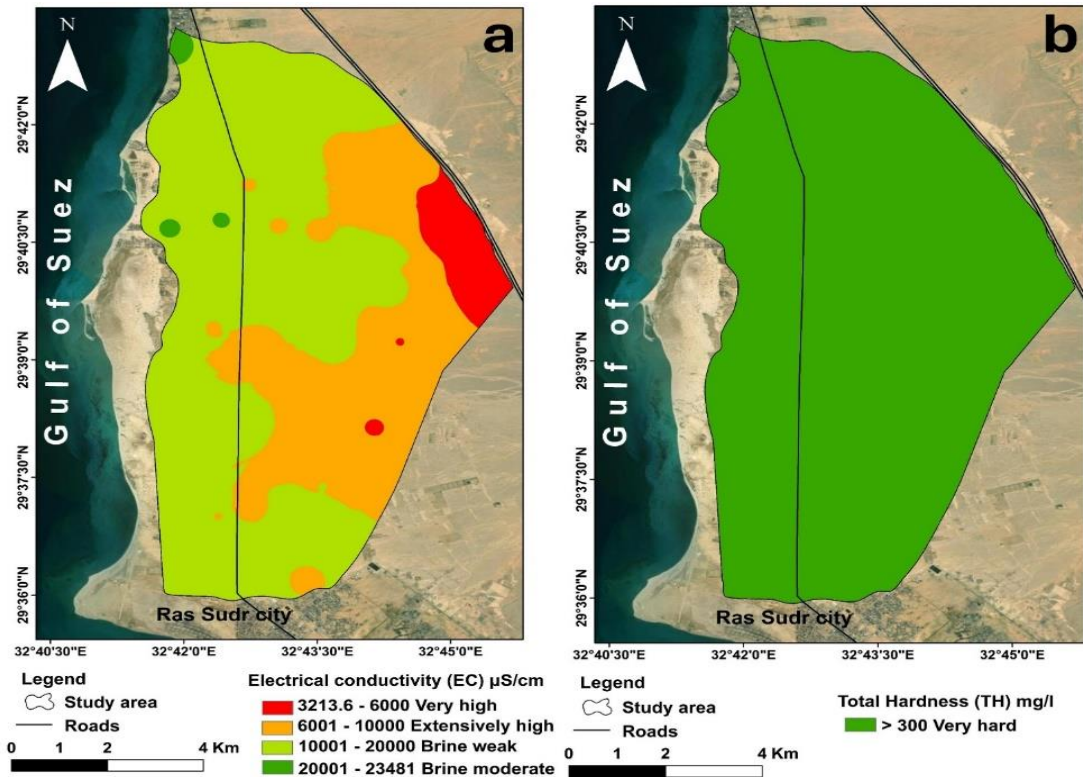 a
N
29°42'0"N
29°40'30"N
29°39'0"N
29°37'30"N
29°36'0"N
Gulf of Suez
Ras Sudr city
32°40'30"E
32°42'0"E
32°43'30"E
32°45'0"E
Legend
Study area
Roads
0 1 2 4 Km
Electrical conductivity (EC) µS/cm
3213.6 - 6000 Very high
6001 - 10000 Extensively high
10001 - 20000 Brine weak
20001 - 23481 Brine moderate
b
N
29°42'0"N
29°40'30"N
29°39'0"N
29°37'30"N
29°36'0"N
Gulf of Suez
Ras Sudr city
32°40'30"E
32°42'0"E
32°43'30"E
32°45'0"E
Legend
Study area
Roads
0 1 2 4 Km
Total Hardness (TH) mg/l
> 300 Very hard